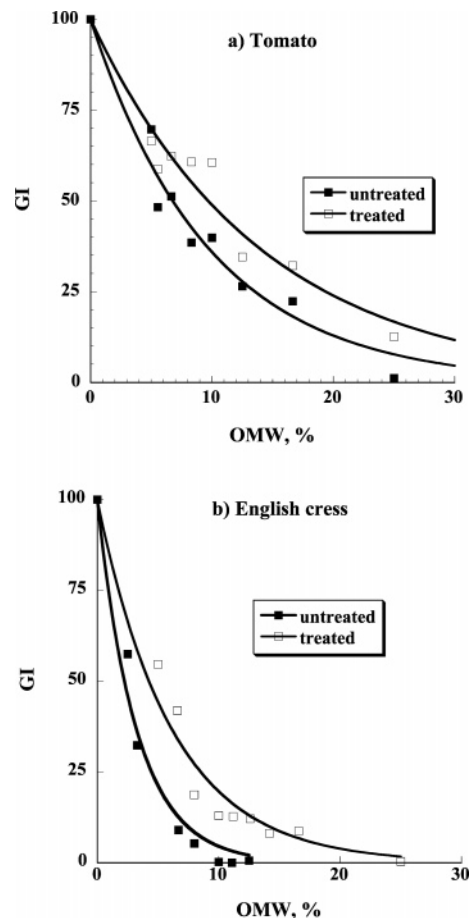 a) Tomato
100
75
untreated
treated
50
GI
25
0
0
10
20
30
OMW, %
b) English cress
100
75
untreated
treated
50
GI
25
0
0
10
20
30
OMW, %